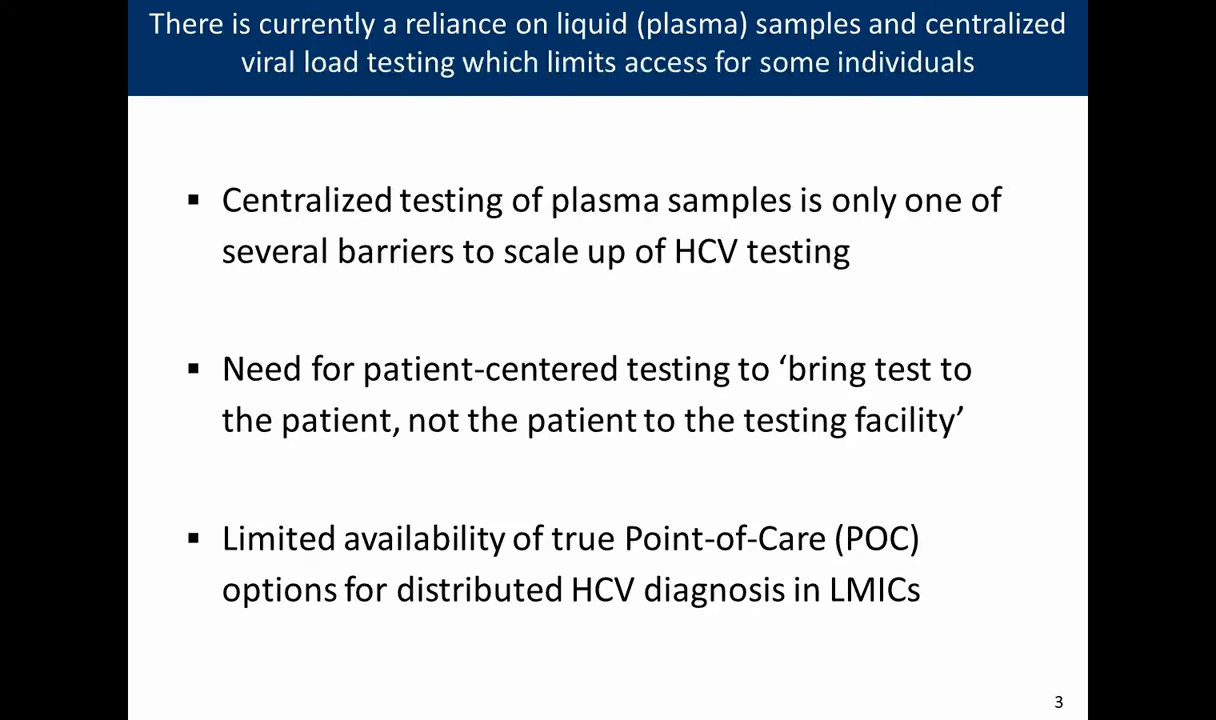 There is currently a reliance on liquid (plasma) samples and centralized
viral load testing which limits access for some individuals
▪ Centralized testing of plasma samples is only one of
several barriers to scale up of HCV testing
▪ Need for patient-centered testing to ‘bring test to
the patient, not the patient to the testing facility’
▪ Limited availability of true Point-of-Care (POC)
options for distributed HCV diagnosis in LMICs
3